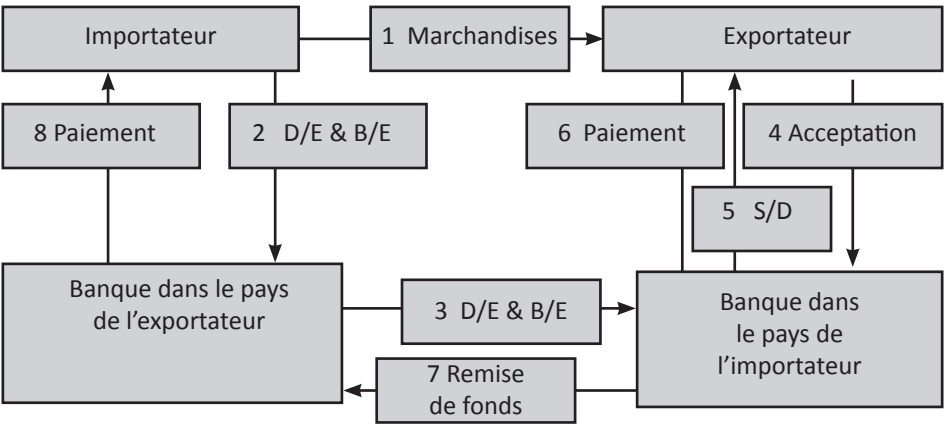 Importateur
1 Marchandises
Exportateur
8 Paiement
2 D/E & B/E
6 Paiement
4 Acceptation
5 S/D
Banque dans le pays
de l’exportateur
3 D/E & B/E
Banque dans
le pays de
l’importateur
7 Remise
de fonds